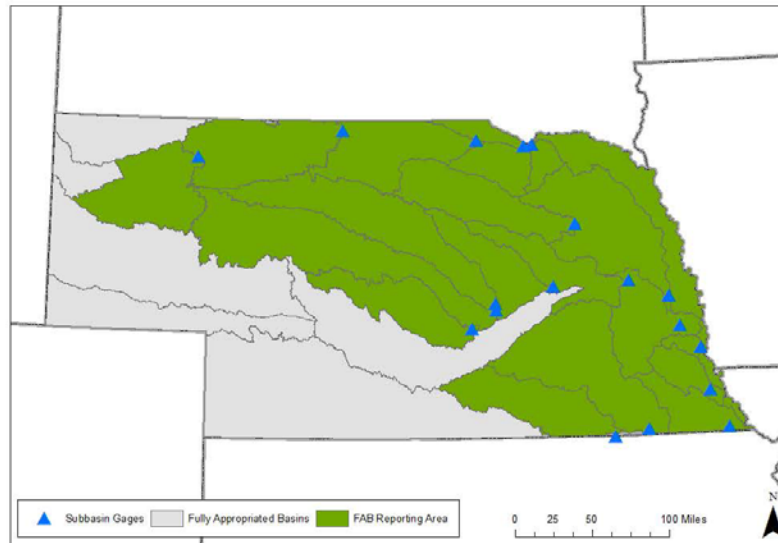 Subbasin Gages Fully Appropriated Basins FAB Reporting Area
0 25 50 100 Miles
N